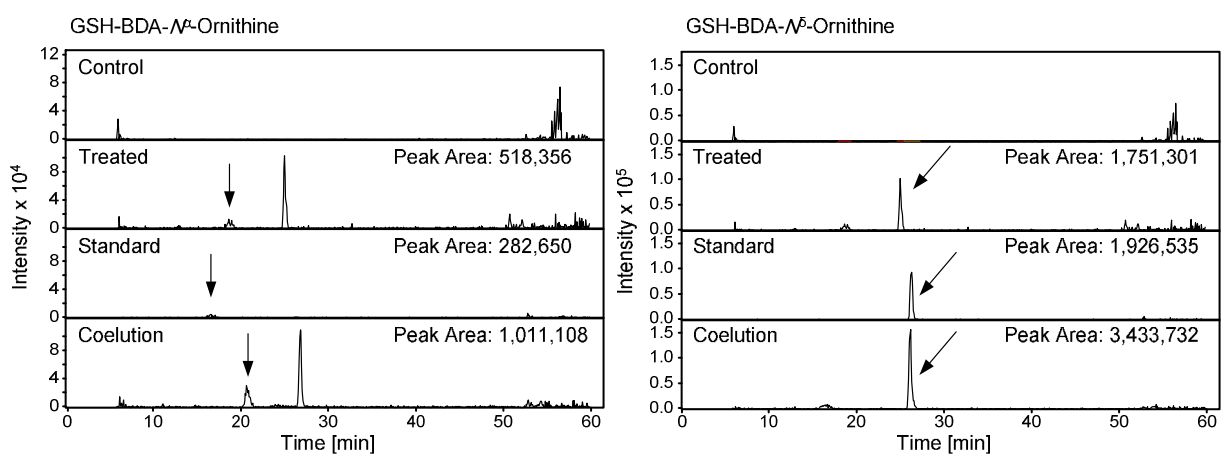 GSH-BDA-Nα-Ornithine
12
8
4
0
Control
8
4
0
Treated
Peak Area: 518,356
8
4
0
Standard
Peak Area: 282,650
8
4
0
Coelution
Peak Area: 1,011,108
Intensity x 10⁴
0 10 20 30 40 50 60
Time [min]
GSH-BDA-Nδ-Ornithine
1.5
1.0
0.5
0.0
Control
1.5
1.0
0.5
0.0
Treated
Peak Area: 1,751,301
1.5
1.0
0.5
0.0
Standard
Peak Area: 1,926,535
1.5
1.0
0.5
0.0
Coelution
Peak Area: 3,433,732
Intensity x 10⁵
0 10 20 30 40 50 60
Time [min]